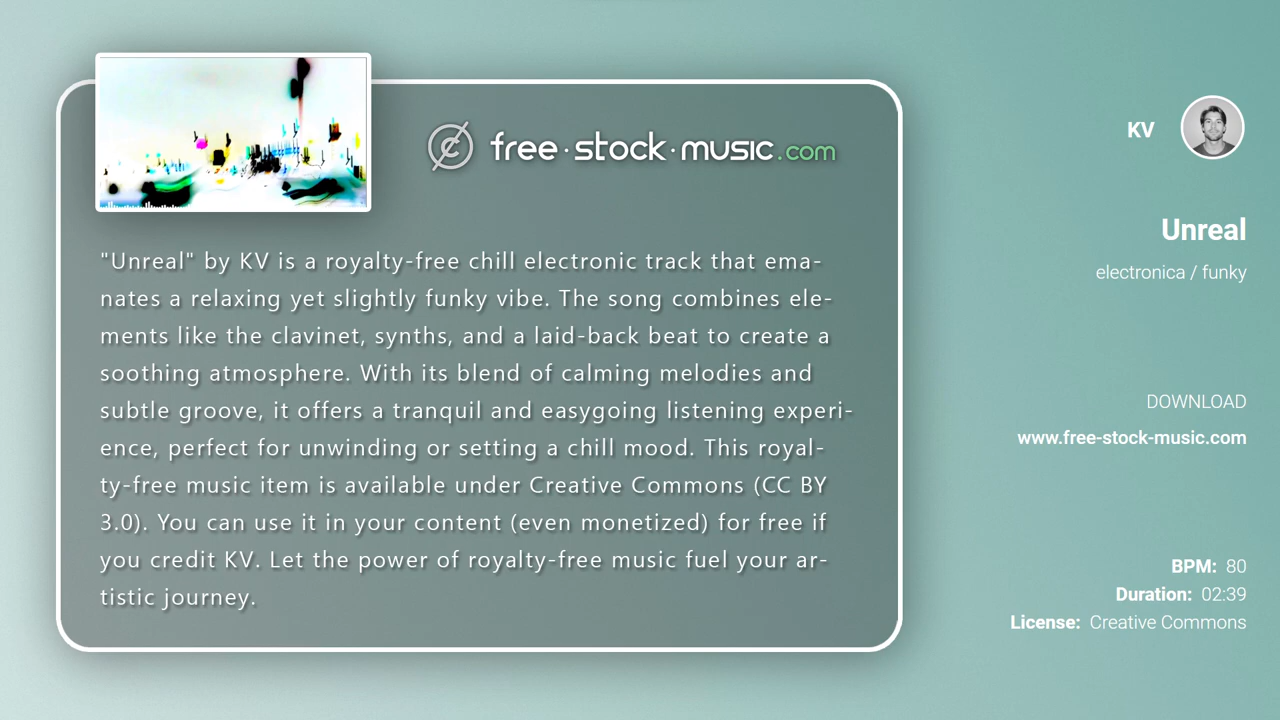 free·stock·music.com
"Unreal" by KV is a royalty-free chill electronic track that ema-
nates a relaxing yet slightly funky vibe. The song combines ele-
ments like the clavinet, synths, and a laid-back beat to create a
soothing atmosphere. With its blend of calming melodies and
subtle groove, it offers a tranquil and easygoing listening experi-
ence, perfect for unwinding or setting a chill mood. This royal-
ty-free music item is available under Creative Commons (CC BY
3.0). You can use it in your content (even monetized) for free if
you credit KV. Let the power of royalty-free music fuel your ar-
tistic journey.
KV
Unreal
electronica / funky
DOWNLOAD
www.free-stock-music.com
BPM: 80
Duration: 02:39
License: Creative Commons